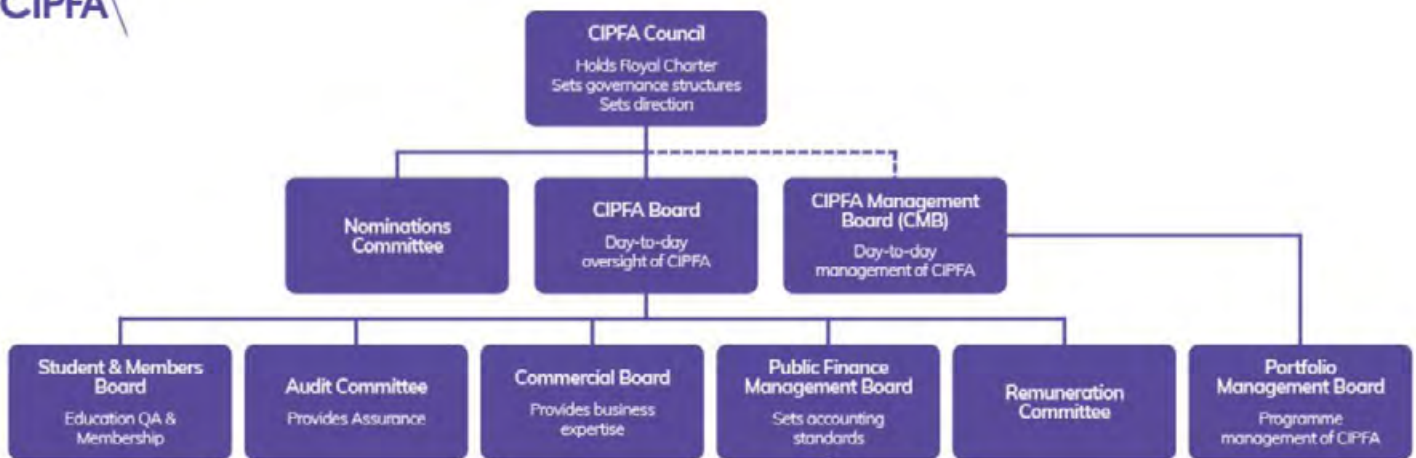 CIPFA
CIPFA Council
Holds Royal Charter
Sets governance structures
Sets direction
Nominations
Committee
CIPFA Board
Day-to-day
oversight of CIPFA
CIPFA Management
Board (CMB)
Day-to-day
management of CIPFA
Student & Members
Board
Education QA &
Membership
Audit Committee
Provides Assurance
Commercial Board
Provides business
expertise
Public Finance
Management Board
Sets accounting
standards
Remuneration
Committee
Portfolio
Management Board
Programme
management of CIPFA